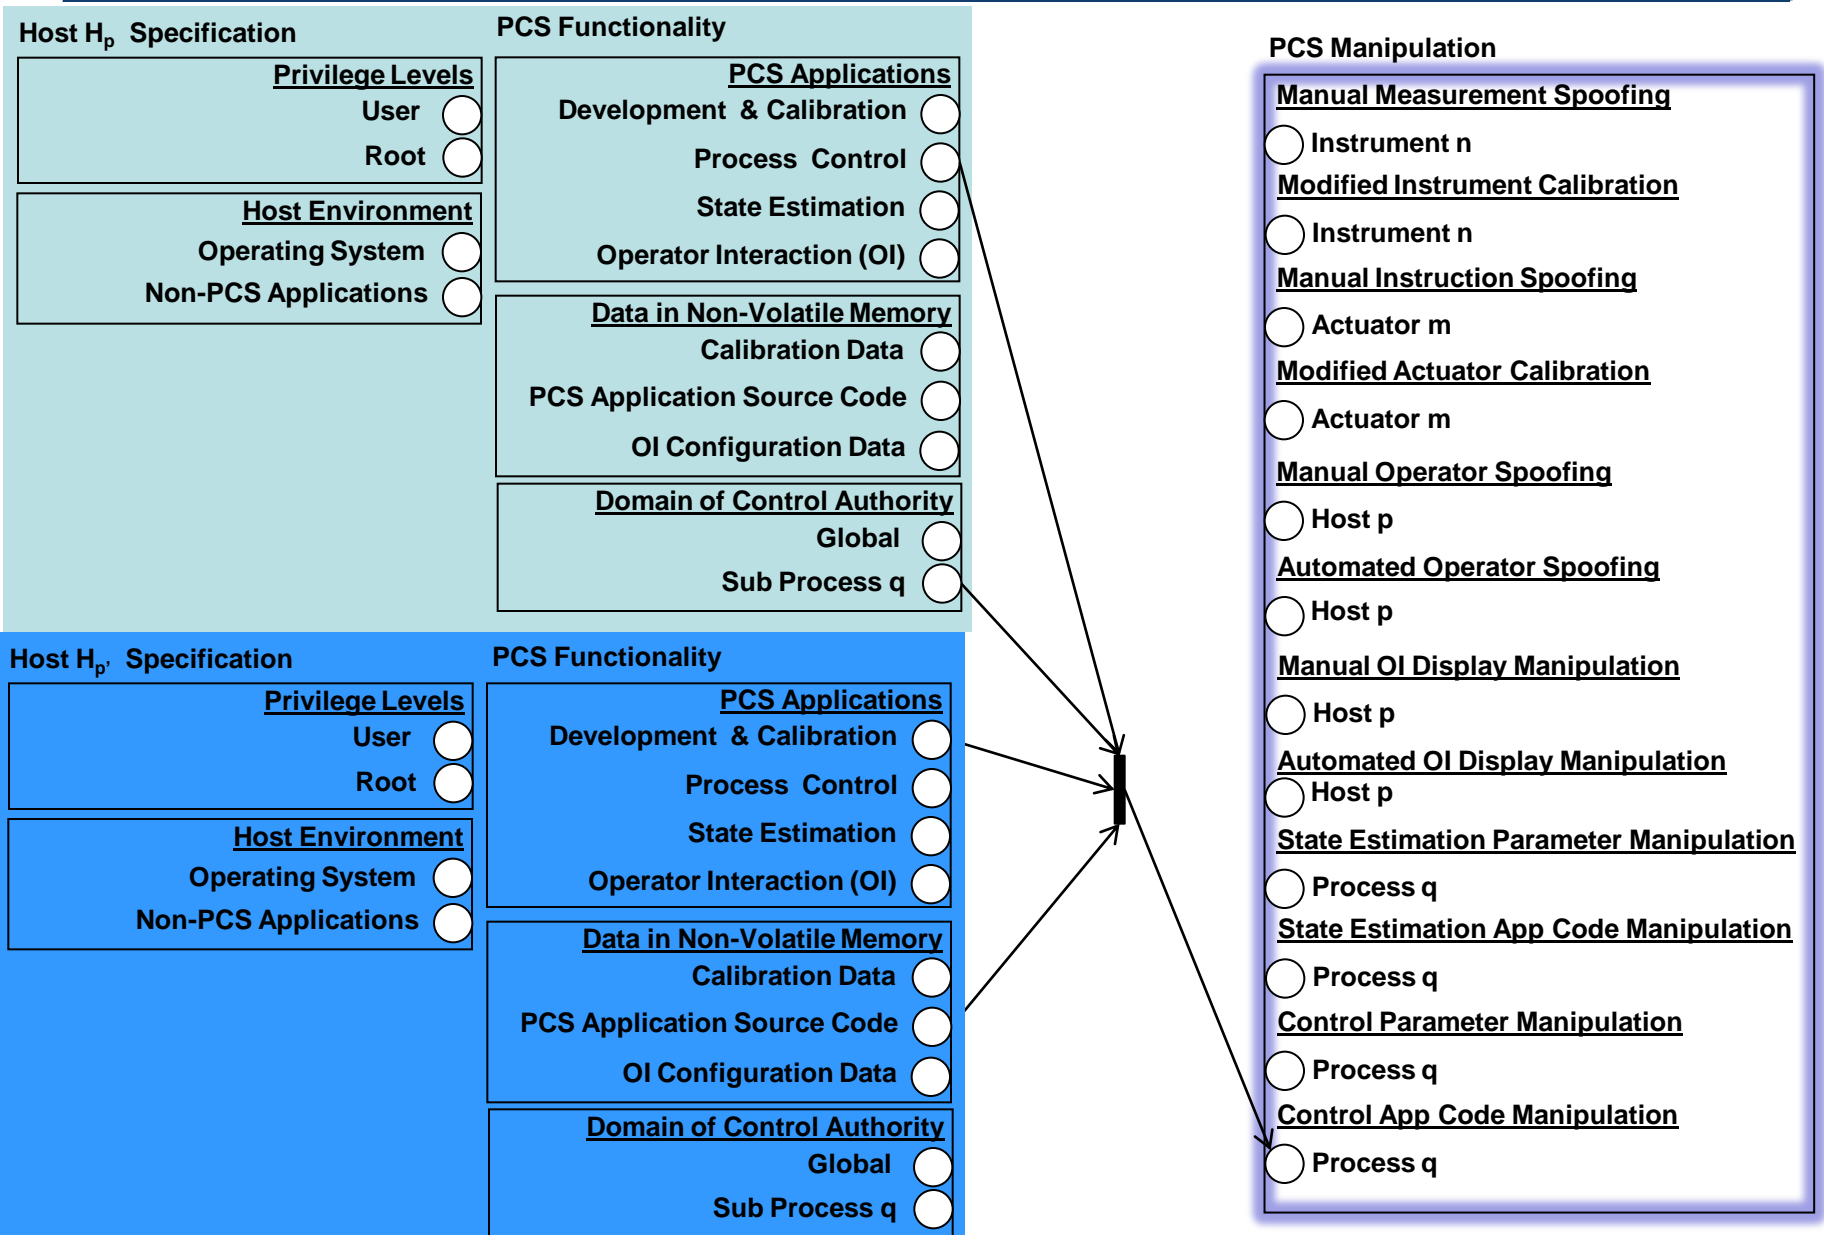 Host Hp Specification
Privilege Levels
User
Root
Host Environment
Operating System
Non-PCS Applications
PCS Functionality
PCS Applications
Development & Calibration
Process Control
State Estimation
Operator Interaction (OI)
Data in Non-Volatile Memory
Calibration Data
PCS Application Source Code
OI Configuration Data
Domain of Control Authority
Global
Sub Process q
Host Hp' Specification
Privilege Levels
User
Root
Host Environment
Operating System
Non-PCS Applications
PCS Functionality
PCS Applications
Development & Calibration
Process Control
State Estimation
Operator Interaction (OI)
Data in Non-Volatile Memory
Calibration Data
PCS Application Source Code
OI Configuration Data
Domain of Control Authority
Global
Sub Process q
PCS Manipulation
Manual Measurement Spoofing
Instrument n
Modified Instrument Calibration
Instrument n
Manual Instruction Spoofing
Actuator m
Modified Actuator Calibration
Actuator m
Manual Operator Spoofing
Host p
Automated Operator Spoofing
Host p
Manual OI Display Manipulation
Host p
Automated OI Display Manipulation
Host p
State Estimation Parameter Manipulation
Process q
State Estimation App Code Manipulation
Process q
Control Parameter Manipulation
Process q
Control App Code Manipulation
Process q